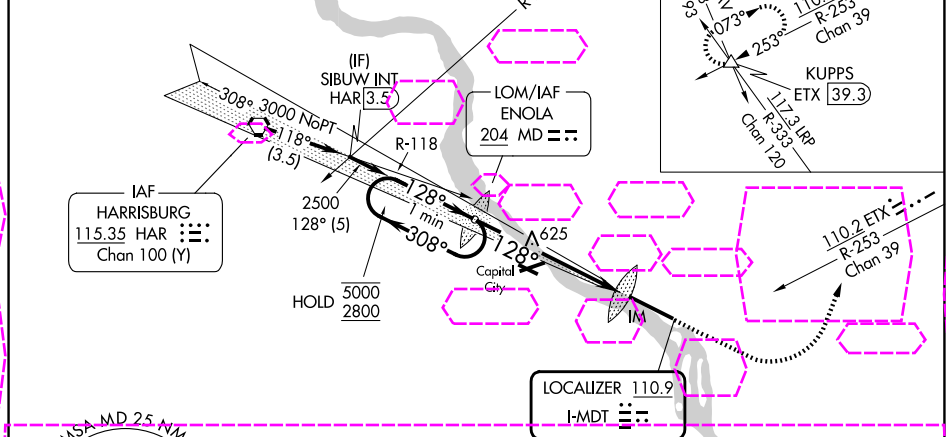 (IF)
SIBUW INT
HAR 3.5
308° 3000 NoPT
118°
(3.5)
R-118
LOM/IAF
ENOLA
204 MD
IAF
HARRISBURG
115.35 HAR
Chan 100 (Y)
2500
128° (5)
128°
1 min
308°
128°
625
Capital
City
HOLD
5000
2800
IM
LOCALIZER 110.9
I-MDT
MSA MD 25 NM
073°
253°
R-253
Chan 39
KUPPS
ETX 39.3
117.3 LRP
R-333
Chan 120
110.2 ETX
R-253
Chan 39